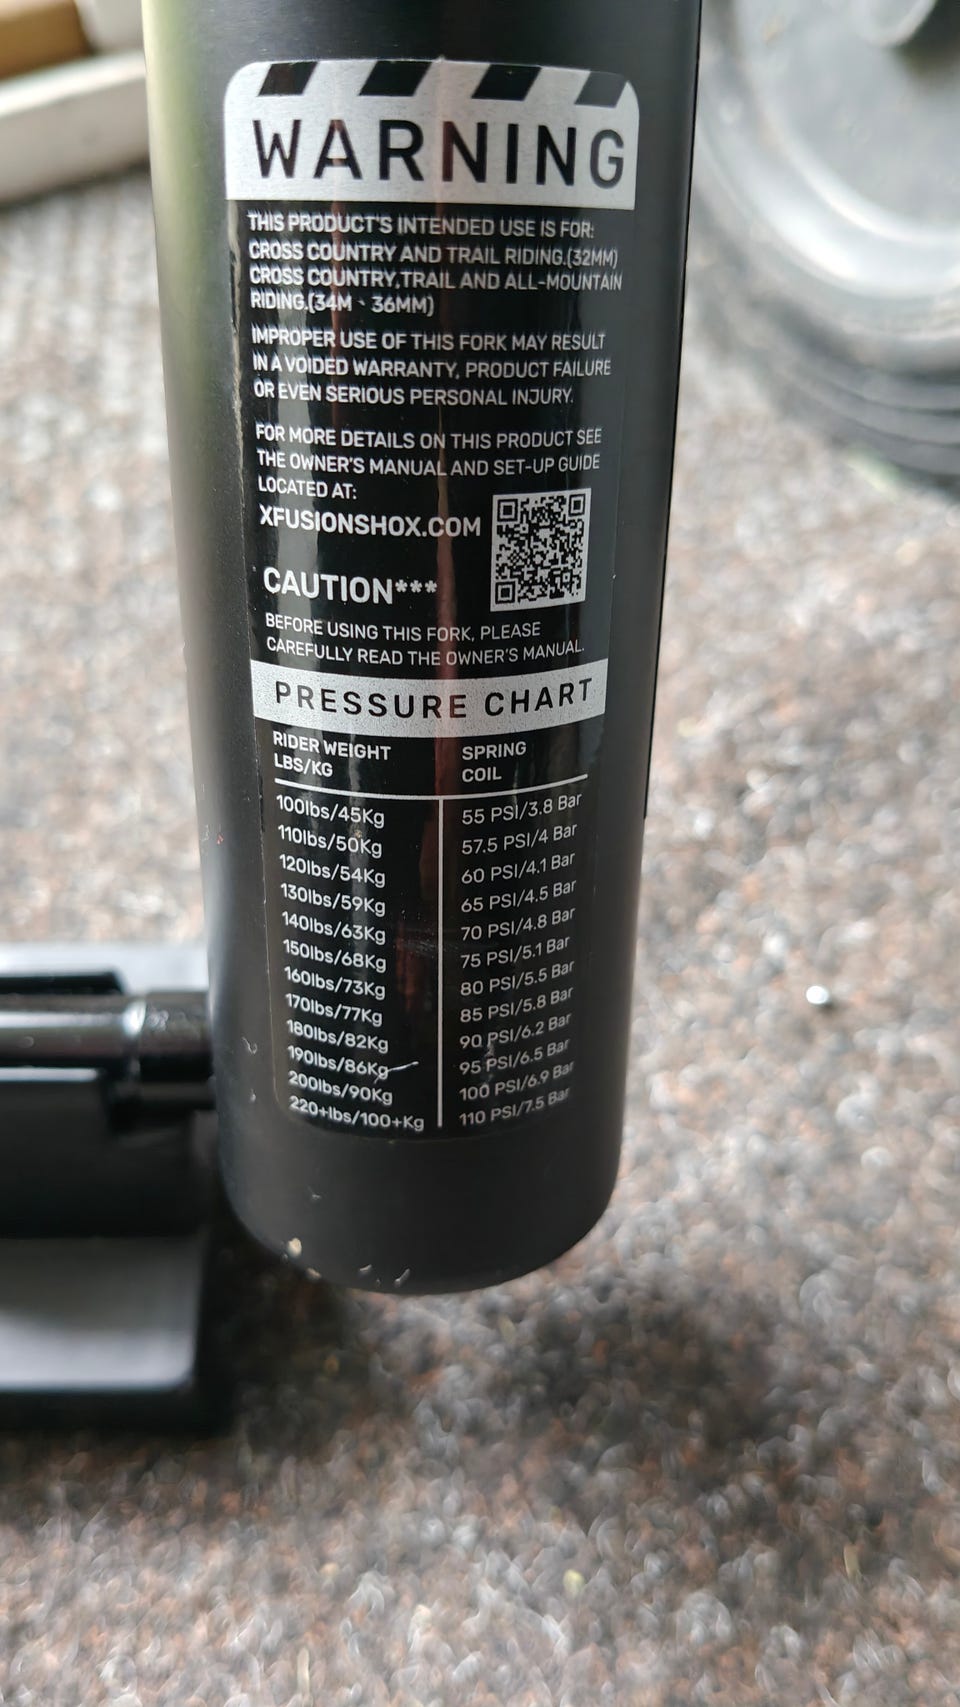 WARNING
THIS PRODUCT'S INTENDED USE IS FOR:
CROSS COUNTRY AND TRAIL RIDING.(32MM)
CROSS COUNTRY,TRAIL AND ALL-MOUNTAIN
RIDING.(34M、36MM)
IMPROPER USE OF THIS FORK MAY RESULT
IN A VOIDED WARRANTY, PRODUCT FAILURE
OR EVEN SERIOUS PERSONAL INJURY.
FOR MORE DETAILS ON THIS PRODUCT SEE
THE OWNER'S MANUAL AND SET-UP GUIDE
LOCATED AT:
XFUSIONSHOX.COM
CAUTION***
BEFORE USING THIS FORK, PLEASE
CAREFULLY READ THE OWNER'S MANUAL.
PRESSURE CHART
RIDER WEIGHT SPRING
LBS/KG COIL
100lbs/45Kg 55 PSI/3.8 Bar
110lbs/50Kg 57.5 PSI/4 Bar
120lbs/54Kg 60 PSI/4.1 Bar
130lbs/59Kg 65 PSI/4.5 Bar
140lbs/63Kg 70 PSI/4.8 Bar
150lbs/68Kg 75 PSI/5.1 Bar
160lbs/73Kg 80 PSI/5.5 Bar
170lbs/77Kg 85 PSI/5.8 Bar
180lbs/82Kg 90 PSI/6.2 Bar
190lbs/86Kg 95 PSI/6.5 Bar
200lbs/90Kg 100 PSI/6.9 Bar
220+lbs/100+Kg 110 PSI/7.5 Bar